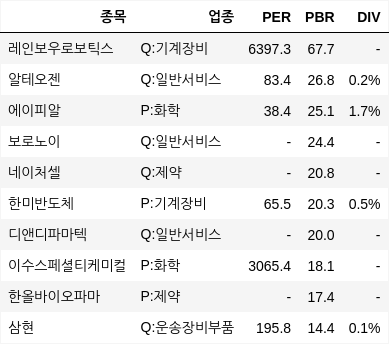 종목 업종 PER PBR DIV
레인보우로보틱스 Q:기계장비 6397.3 67.7 -
알테오젠 Q:일반서비스 83.4 26.8 0.2%
에이피알 P:화학 38.4 25.1 1.7%
보로노이 Q:일반서비스 - 24.4 -
네이처셀 Q:제약 - 20.8 -
한미반도체 P:기계장비 65.5 20.3 0.5%
디앤디파마텍 Q:일반서비스 - 20.0 -
이수스페셜티케미컬 P:화학 3065.4 18.1 -
한올바이오파마 P:제약 - 17.4 -
삼현 Q:운송장비부품 195.8 14.4 0.1%